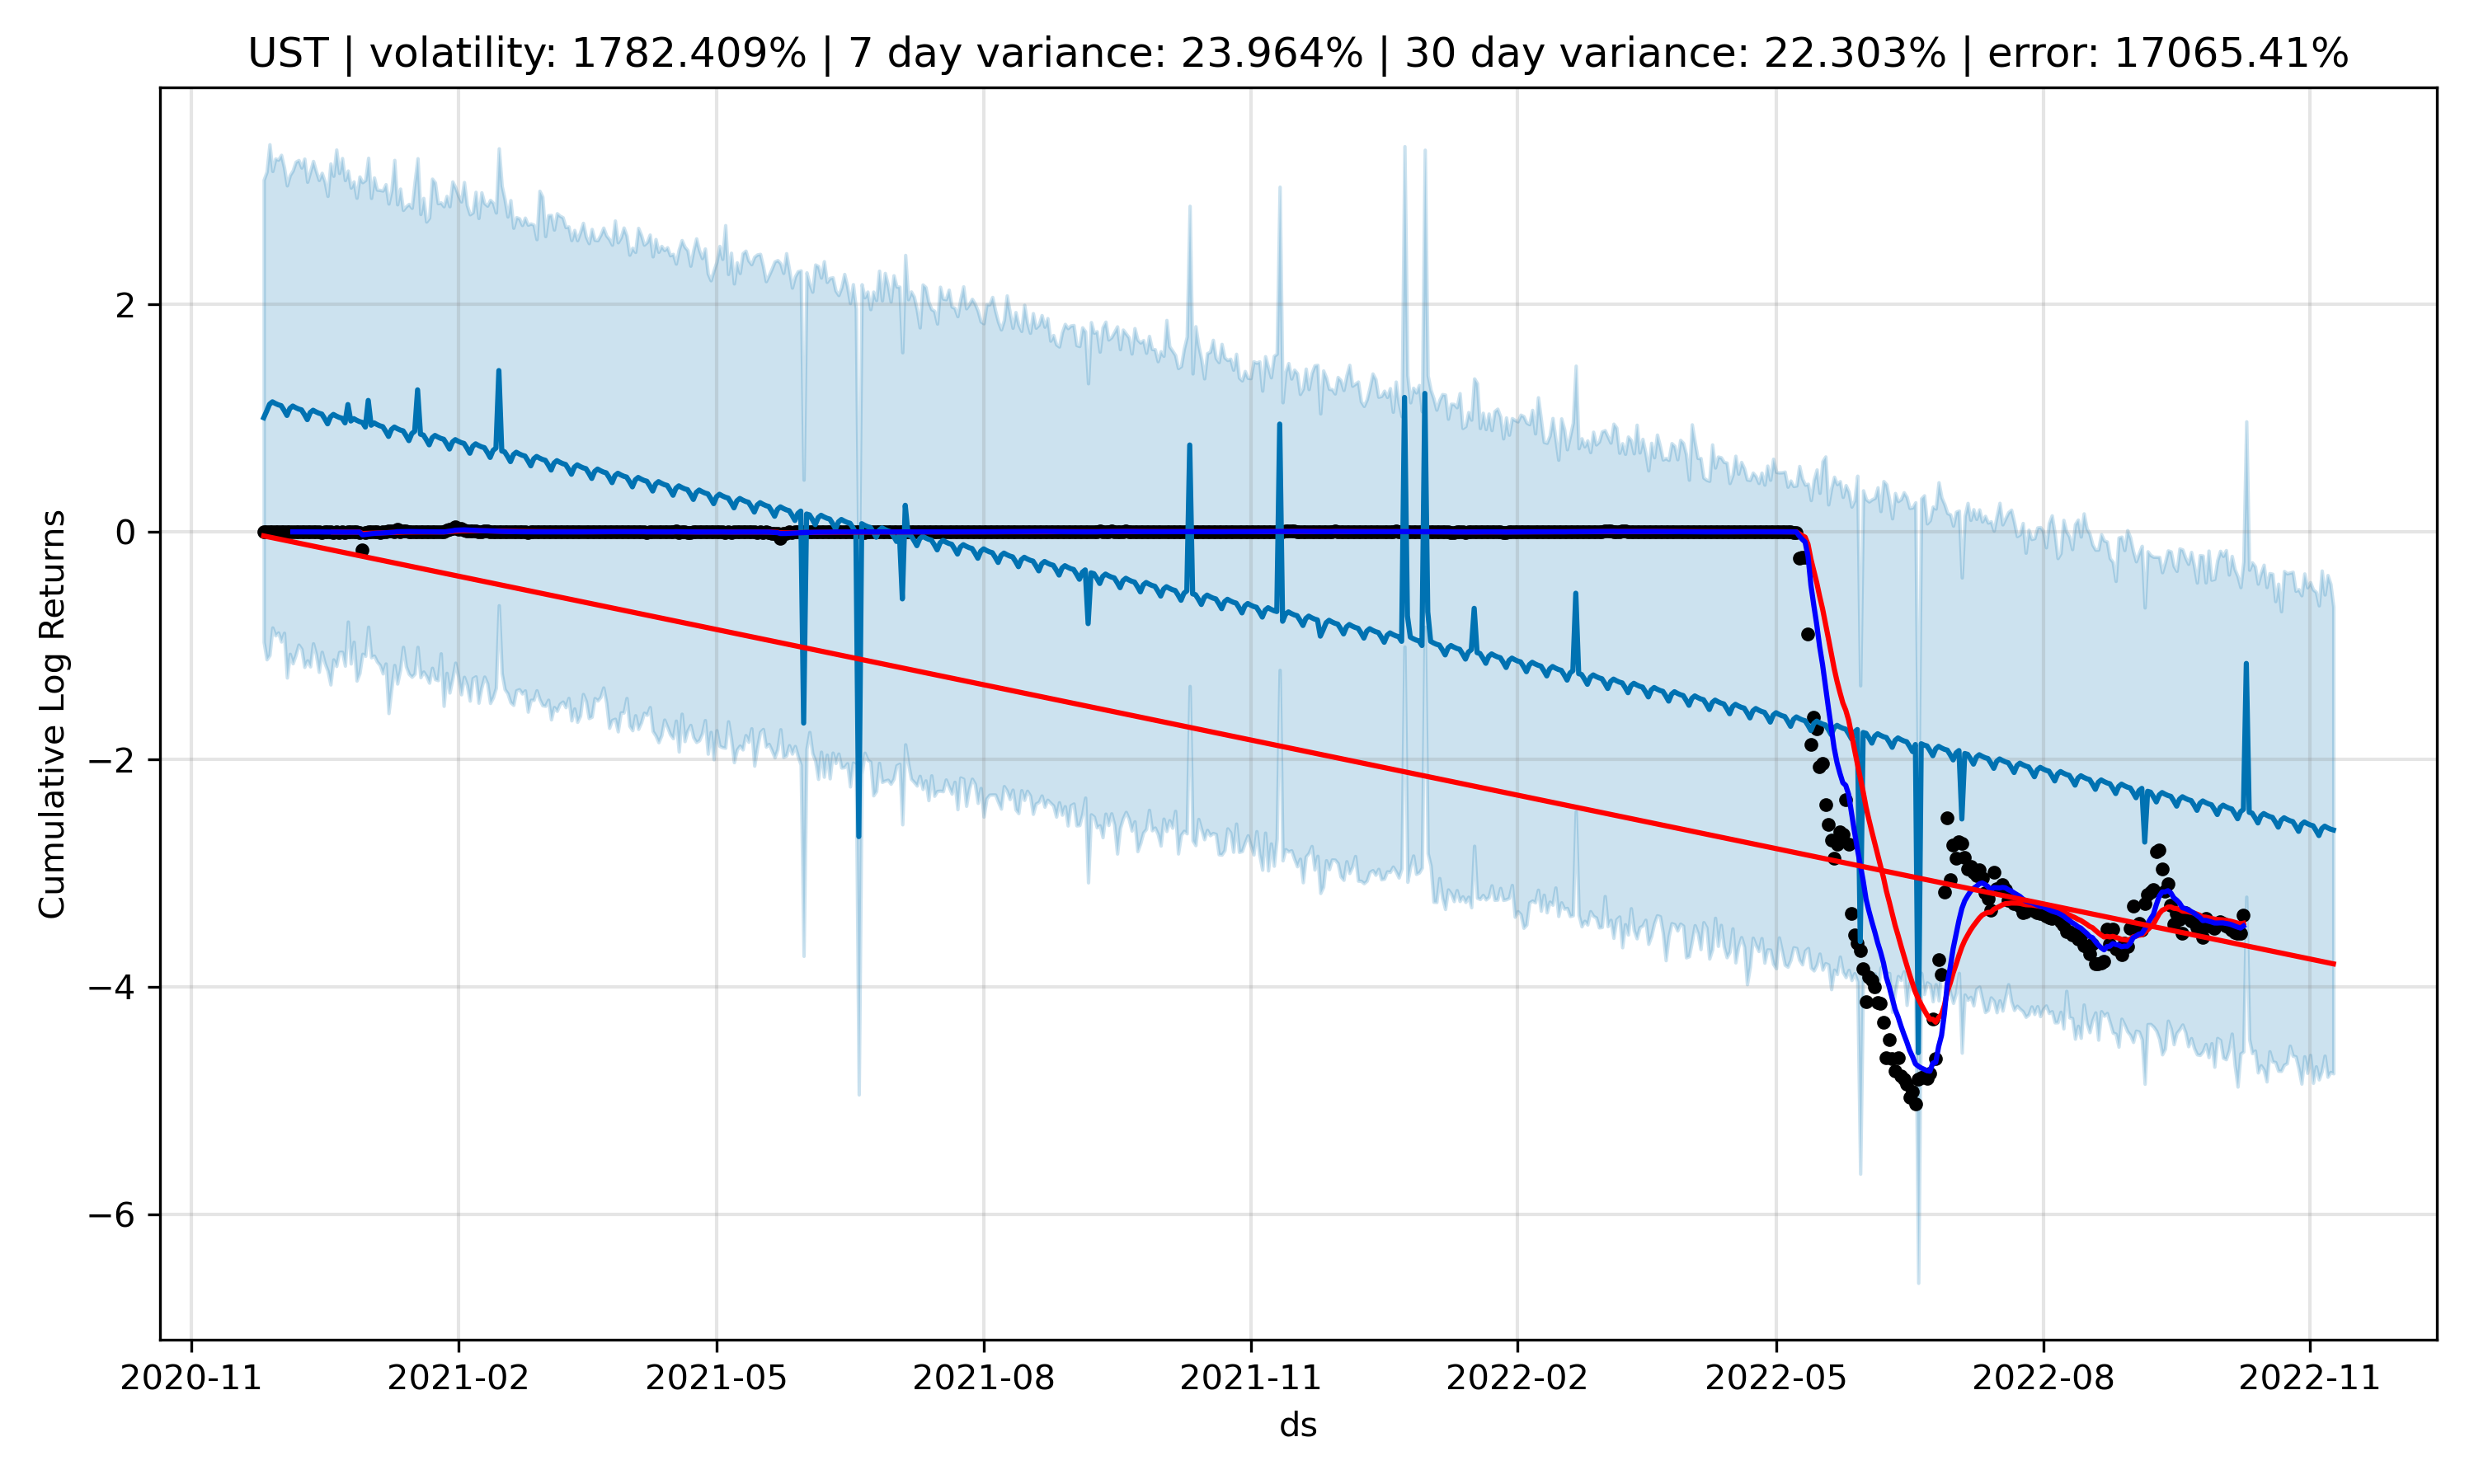 UST | volatility: 1782.409% | 7 day variance: 23.964% | 30 day variance: 22.303% | error: 17065.41%
Cumulative Log Returns
2
0
−2
−4
−6
2020-11 2021-02 2021-05 2021-08 2021-11 2022-02 2022-05 2022-08 2022-11
ds